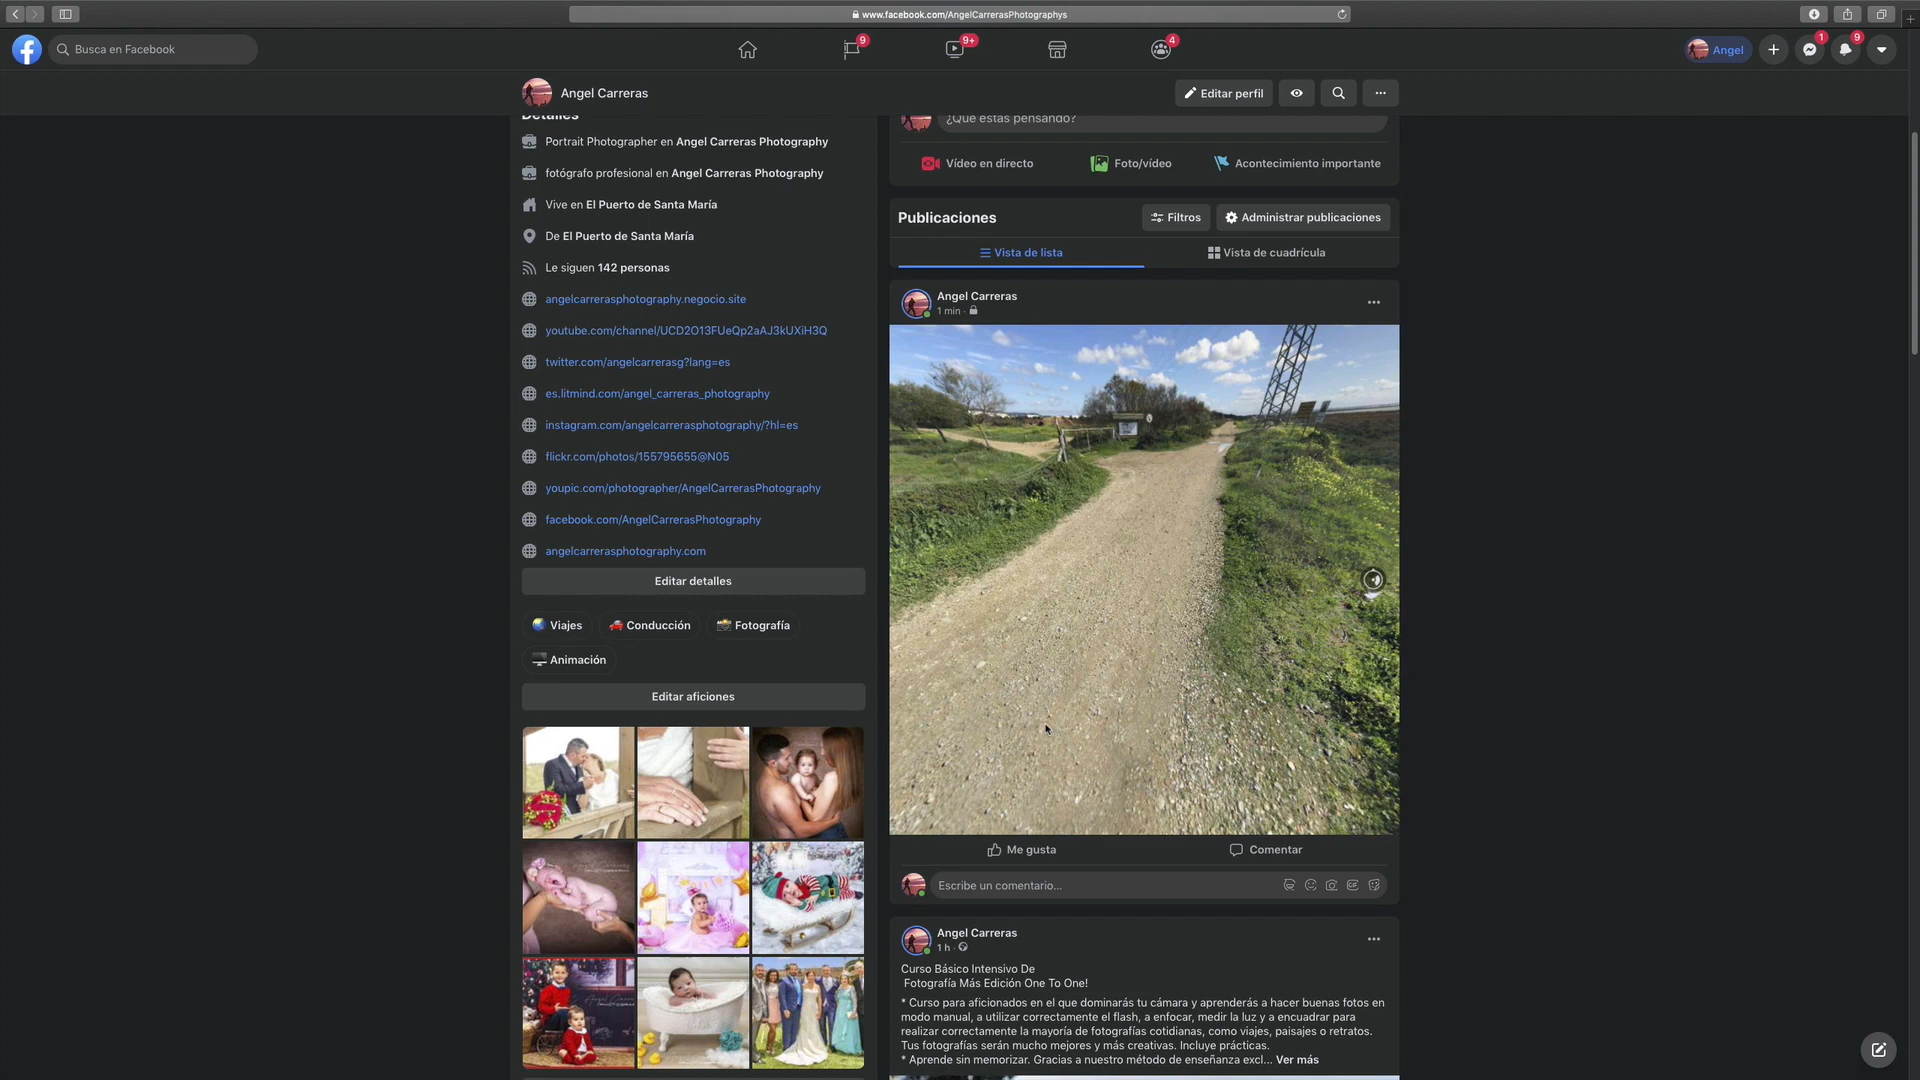 www.facebook.com/AngelCarrerasPhotographys
Busca en Facebook
9
9+
4
Angel
1
9
Angel Carreras
Editar perfil
Detalles
Portrait Photographer en Angel Carreras Photography
fotógrafo profesional en Angel Carreras Photography
Vive en El Puerto de Santa María
De El Puerto de Santa María
Le siguen 142 personas
angelcarrerasphotography.negocio.site
youtube.com/channel/UCD2O13FUeQp2aAJ3kUXiH3Q
twitter.com/angelcarrerasg?lang=es
es.litmind.com/angel_carreras_photography
instagram.com/angelcarrerasphotography/?hl=es
flickr.com/photos/155795655@N05
youpic.com/photographer/AngelCarrerasPhotography
facebook.com/AngelCarrerasPhotography
angelcarrerasphotography.com
Editar detalles
Viajes
Conducción
Fotografía
Animación
Editar aficiones
¿Qué estás pensando?
Vídeo en directo
Foto/vídeo
Acontecimiento importante
Publicaciones
Filtros
Administrar publicaciones
Vista de lista
Vista de cuadrícula
Angel Carreras
1 min ·
Me gusta
Comentar
Escribe un comentario...
Angel Carreras
1 h ·
Curso Básico Intensivo De
Fotografía Más Edición One To One!
* Curso para aficionados en el que dominarás tu cámara y aprenderás a hacer buenas fotos en
modo manual, a utilizar correctamente el flash, a enfocar, medir la luz y a encuadrar para
realizar correctamente la mayoría de fotografías cotidianas, como viajes, paisajes o retratos.
Tus fotografías serán mucho mejores y más creativas. Incluye prácticas.
* Aprende sin memorizar. Gracias a nuestro método de enseñanza excl... Ver más